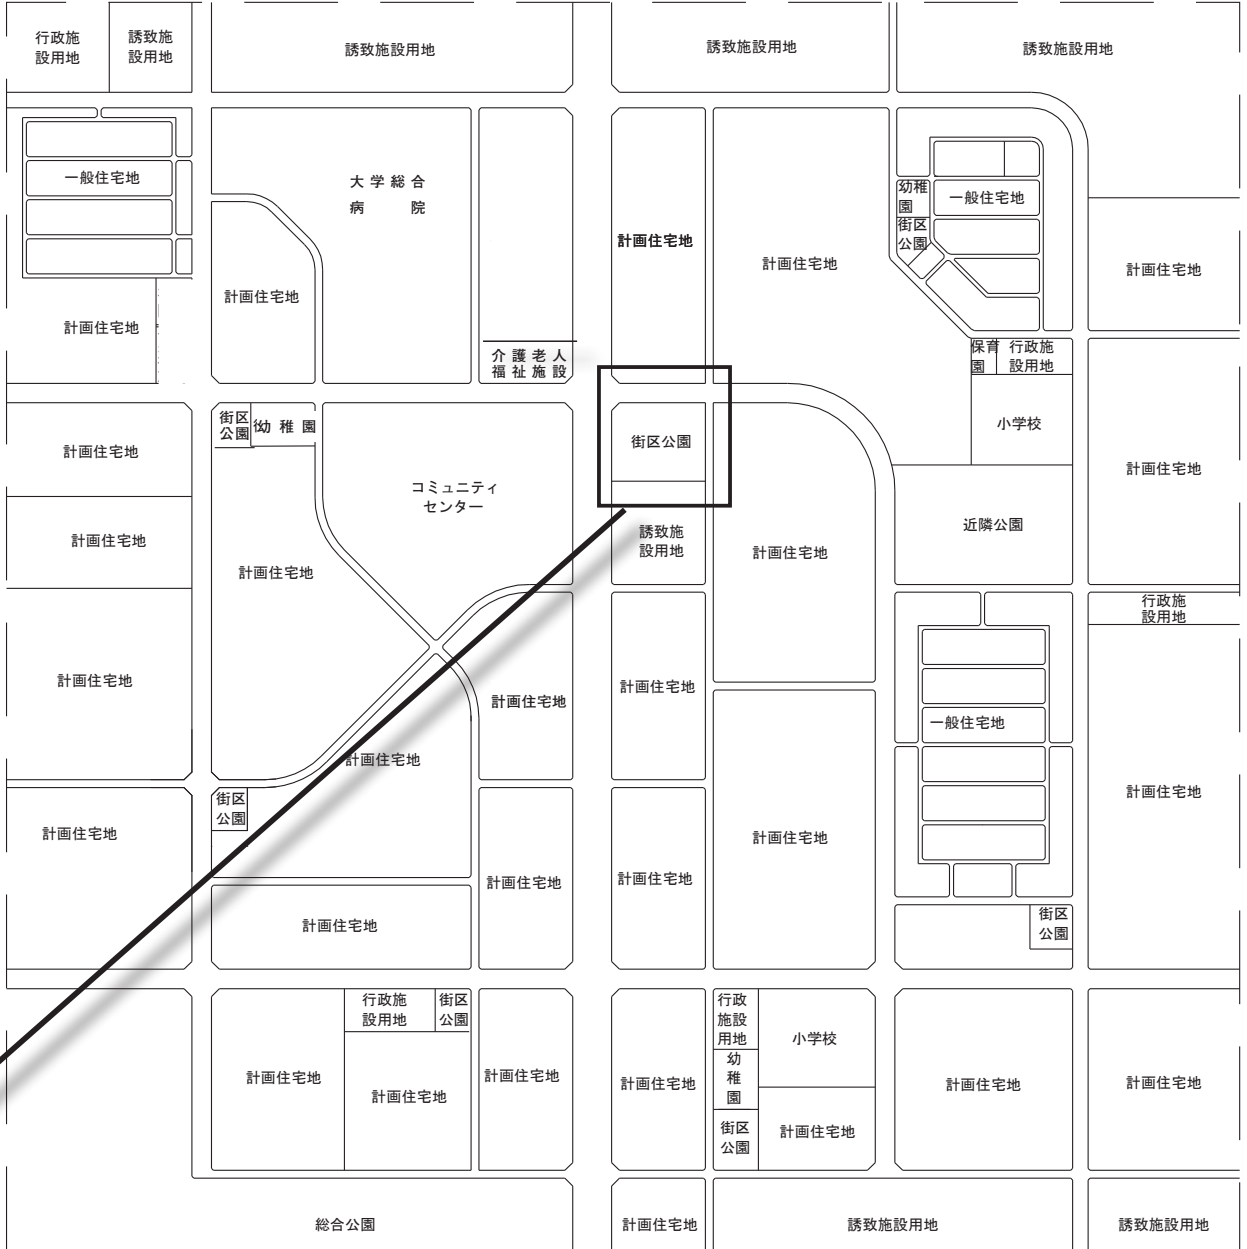 行政施
設用地
誘致施
設用地
誘致施設用地
誘致施設用地
誘致施設用地
一般住宅地
大学総合
病院
計画住宅地
計画住宅地
幼稚
園
街区
公園
一般住宅地
計画住宅地
計画住宅地
計画住宅地
介護老人
福祉施設
保育
園
行政施
設用地
計画住宅地
街区
公園
幼稚園
街区公園
小学校
計画住宅地
コミュニティ
センター
計画住宅地
計画住宅地
誘致施
設用地
計画住宅地
近隣公園
計画住宅地
行政施
設用地
計画住宅地
計画住宅地
計画住宅地
一般住宅地
計画住宅地
街区
公園
計画住宅地
計画住宅地
計画住宅地
計画住宅地
計画住宅地
計画住宅地
街区
公園
行政施
設用地
街区
公園
行政
施設
用地
小学校
計画住宅地
計画住宅地
計画住宅地
計画住宅地
幼
稚
園
計画住宅地
計画住宅地
街区
公園
計画住宅地
総合公園
計画住宅地
誘致施設用地
誘致施設用地
計画住宅地